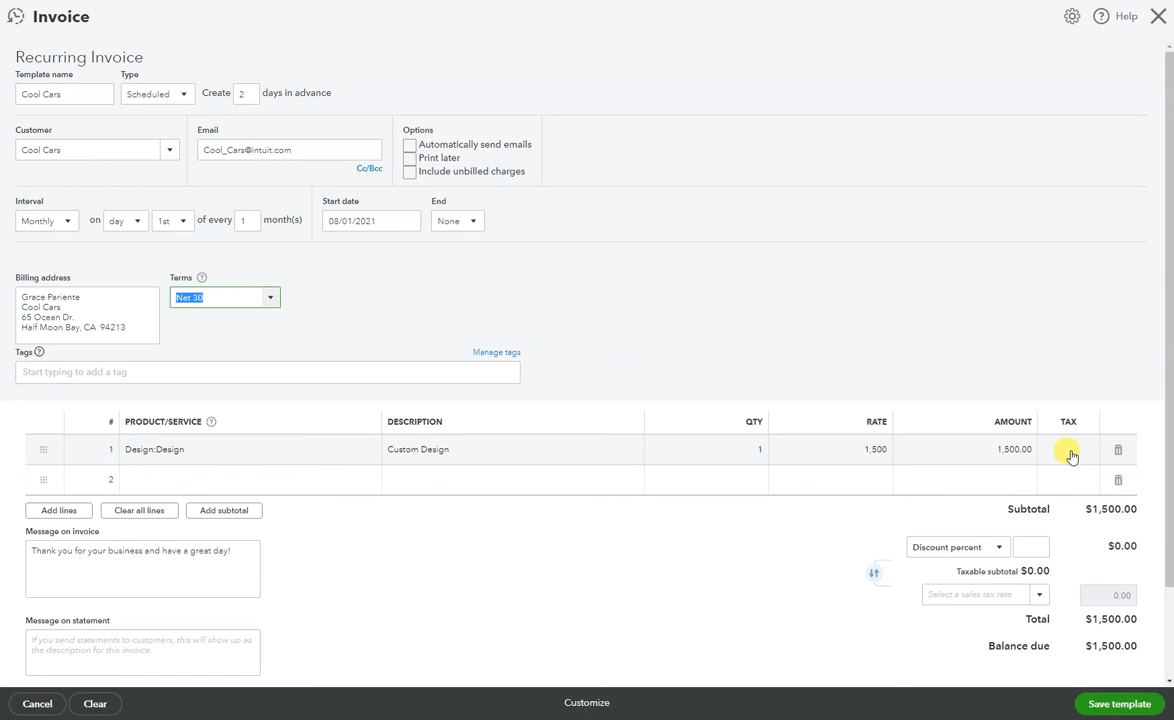 Invoice
Help
Recurring Invoice
Template name
Type
Cool Cars
Scheduled
Create 2 days in advance
Customer
Email
Options
Cool Cars
Cool_Cars@intuit.com
Automatically send emails
Print later
Include unbilled charges
Cc/Bcc
Interval
Start date
End
Monthly on day 1st of every 1 month(s)
08/01/2021
None
Billing address
Terms ?
Grace Pariente
Cool Cars
65 Ocean Dr.
Half Moon Bay, CA 94213
Net 30
Tags ?
Manage tags
Start typing to add a tag
# PRODUCT/SERVICE ? DESCRIPTION QTY RATE AMOUNT TAX
1 Design:Design Custom Design 1 1,500 1,500.00
2
Add lines Clear all lines Add subtotal
Subtotal $1,500.00
Message on invoice
Thank you for your business and have a great day!
Discount percent $0.00
Taxable subtotal $0.00
Select a sales tax rate 0.00
Total $1,500.00
Message on statement
If you send statements to customers, this will show up as
the description for this invoice.
Balance due $1,500.00
Cancel Clear Customize Save template